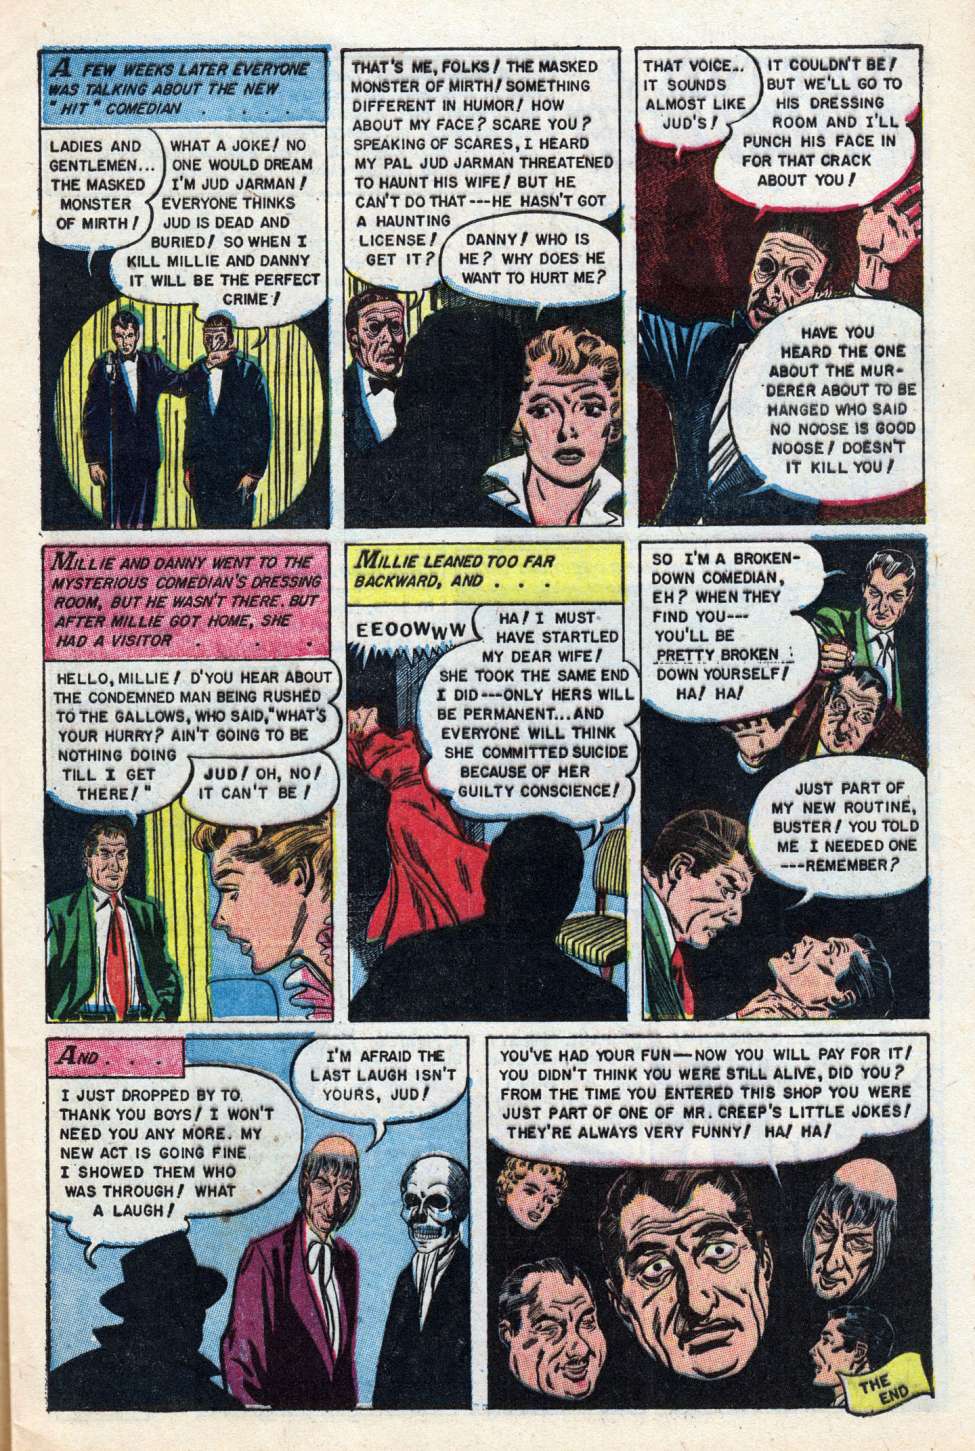 A FEW WEEKS LATER EVERYONE
WAS TALKING ABOUT THE NEW
"HIT" COMEDIAN . . . .
LADIES AND
GENTLEMEN...
THE MASKED
MONSTER
OF MIRTH!
WHAT A JOKE! NO
ONE WOULD DREAM
I'M JUD JARMAN!
EVERYONE THINKS
JUD IS DEAD AND
BURIED! SO WHEN I
KILL MILLIE AND DANNY
IT WILL BE THE PERFECT
CRIME!
THAT'S ME, FOLKS! THE MASKED
MONSTER OF MIRTH! SOMETHING
DIFFERENT IN HUMOR! HOW
ABOUT MY FACE? SCARE YOU?
SPEAKING OF SCARES, I HEARD
MY PAL JUD JARMAN THREATENED
TO HAUNT HIS WIFE! BUT HE
CAN'T DO THAT---HE HASN'T GOT
A HAUNTING
LICENSE!
GET IT?
DANNY! WHO IS
HE? WHY DOES HE
WANT TO HURT ME?
THAT VOICE...
IT SOUNDS
ALMOST LIKE
JUD'S!
IT COULDN'T BE!
BUT WE'LL GO TO
HIS DRESSING
ROOM AND I'LL
PUNCH HIS FACE IN
FOR THAT CRACK
ABOUT YOU!
HAVE YOU
HEARD THE ONE
ABOUT THE MUR-
DERER ABOUT TO BE
HANGED WHO SAID
NO NOOSE IS GOOD
NOOSE! DOESN'T
IT KILL YOU!
MILLIE AND DANNY WENT TO THE
MYSTERIOUS COMEDIAN'S DRESSING
ROOM, BUT HE WASN'T THERE. BUT
AFTER MILLIE GOT HOME, SHE
HAD A VISITOR . . .
HELLO, MILLIE! D'YOU HEAR ABOUT
THE CONDEMNED MAN BEING RUSHED
TO THE GALLOWS, WHO SAID, "WHAT'S
YOUR HURRY? AIN'T GOING TO BE
NOTHING DOING
TILL I GET
THERE!"
JUD! OH, NO!
IT CAN'T BE!
MILLIE LEANED TOO FAR
BACKWARD, AND . . .
EEOOWWW
HA! I MUST
HAVE STARTLED
MY DEAR WIFE!
SHE TOOK THE SAME END
I DID---ONLY HERS WILL
BE PERMANENT...AND
EVERYONE WILL THINK
SHE COMMITTED SUICIDE
BECAUSE OF HER
GUILTY CONSCIENCE!
SO I'M A BROKEN-
DOWN COMEDIAN,
EH? WHEN THEY
FIND YOU---
YOU'LL BE
PRETTY BROKEN
DOWN YOURSELF!
HA! HA!
JUST PART OF
MY NEW ROUTINE,
BUSTER! YOU TOLD
ME I NEEDED ONE
---REMEMBER?
AND . . .
I JUST DROPPED BY TO
THANK YOU BOYS! I WON'T
NEED YOU ANY MORE. MY
NEW ACT IS GOING FINE.
I SHOWED THEM WHO
WAS THROUGH! WHAT
A LAUGH!
I'M AFRAID THE
LAST LAUGH ISN'T
YOURS, JUD!
YOU'VE HAD YOUR FUN—NOW YOU WILL PAY FOR IT!
YOU DIDN'T THINK YOU WERE STILL ALIVE, DID YOU?
FROM THE TIME YOU ENTERED THIS SHOP YOU WERE
JUST PART OF ONE OF MR. CREEP'S LITTLE JOKES!
THEY'RE ALWAYS VERY FUNNY! HA! HA!
THE
END